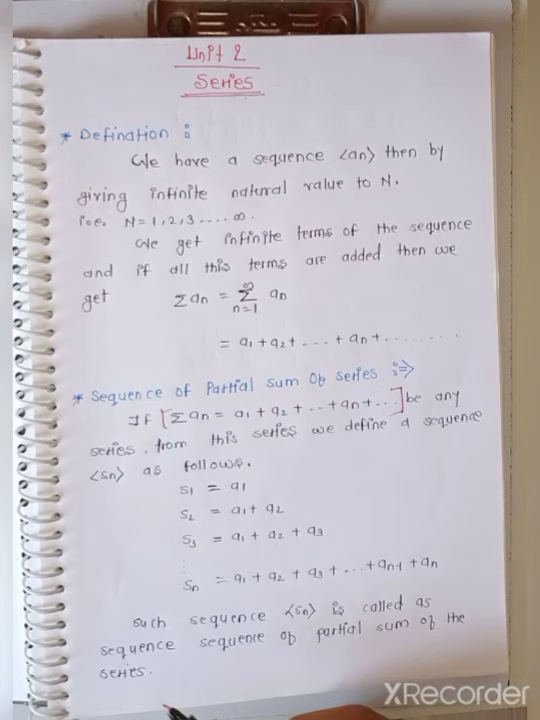 Unit 2
Series
* Defination :
We have a sequence <an> then by
giving infinite natural value to N.
i.e. N = 1, 2, 3 ..... ∞.
We get infinite terms of the sequence
and if all this terms are added then we
get Σan = ∞Σn=1 an
= a1 + a2 + ... + an + .........
* Sequence of Partial sum Of series :=>
If [Σan = a1 + a2 + .. + an + ...] be any
series, from this series we define a sequence
<sn> as follows.
S1 = a1
S2 = a1 + a2
S3 = a1 + a2 + a3
:
Sn = a1 + a2 + a3 + ... + an-1 + an
Such sequence <sn> is called as
sequence sequence of partial sum of the
series.
XRecorder